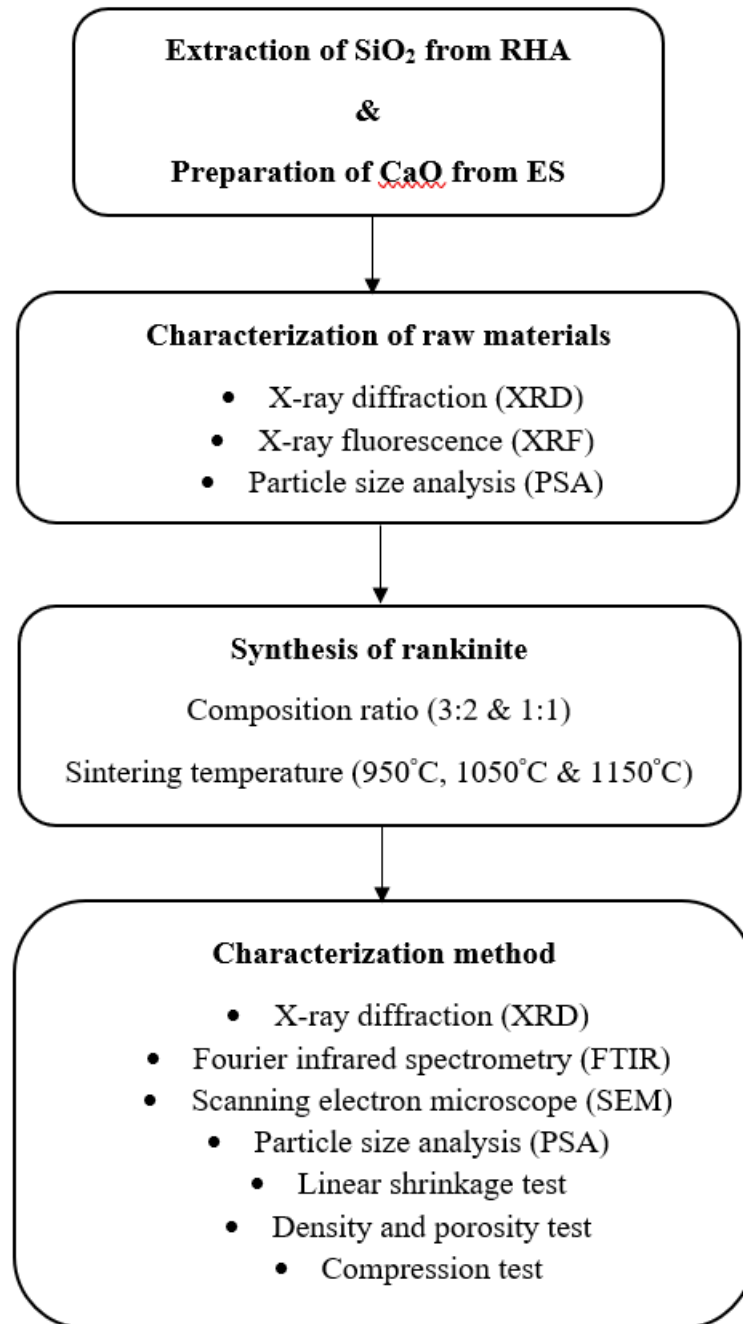 Extraction of SiO₂ from RHA
&
Preparation of CaO from ES
Characterization of raw materials
• X-ray diffraction (XRD)
• X-ray fluorescence (XRF)
• Particle size analysis (PSA)
Synthesis of rankinite
Composition ratio (3:2 & 1:1)
Sintering temperature (950°C, 1050°C & 1150°C)
Characterization method
• X-ray diffraction (XRD)
• Fourier infrared spectrometry (FTIR)
• Scanning electron microscope (SEM)
• Particle size analysis (PSA)
• Linear shrinkage test
• Density and porosity test
• Compression test